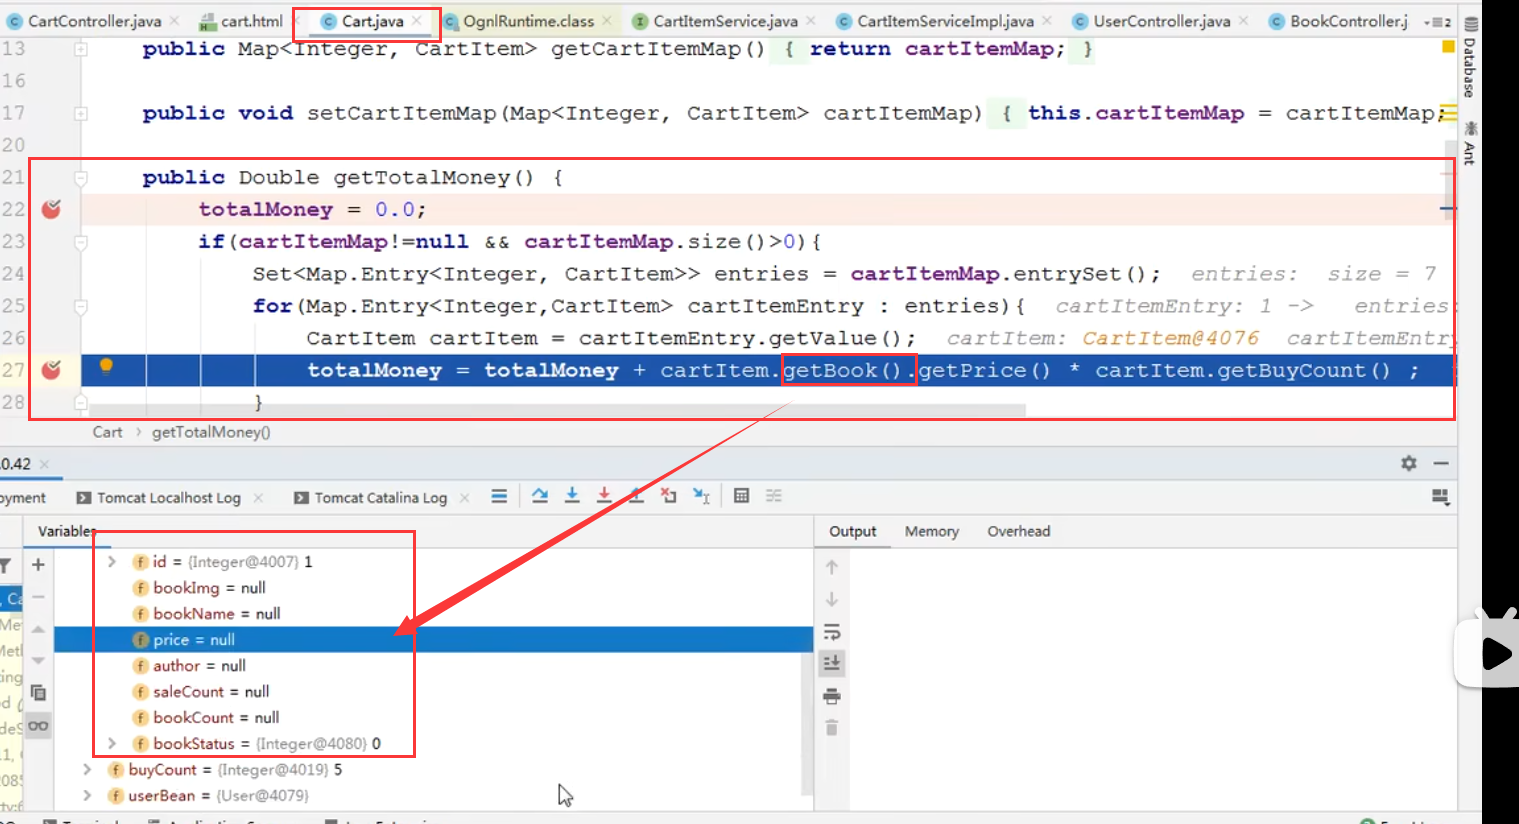 CartController.java × cart.html × Cart.java × OgnlRuntime.class × CartItemService.java × CartItemServiceImpl.java × UserController.java × BookController.j 2
13 public Map<Integer, CartItem> getCartItemMap() { return cartItemMap; }
16
17 public void setCartItemMap(Map<Integer, CartItem> cartItemMap) { this.cartItemMap = cartItemMap;
20
21 public Double getTotalMoney() {
22 totalMoney = 0.0;
23 if(cartItemMap!=null && cartItemMap.size()>0){
24 Set<Map.Entry<Integer, CartItem>> entries = cartItemMap.entrySet(); entries: size = 7
25 for(Map.Entry<Integer,CartItem> cartItemEntry : entries){ cartItemEntry: 1 -> entries:
26 CartItem cartItem = cartItemEntry.getValue(); cartItem: CartItem@4076 cartItemEntry
27 totalMoney = totalMoney + cartItem.getBook().getPrice() * cartItem.getBuyCount() ;
28 }
Database
Ant
Cart > getTotalMoney()
.0.42 ×
oyment Tomcat Localhost Log × Tomcat Catalina Log ×
Variables
Output Memory Overhead
id = {Integer@4007} 1
bookImg = null
bookName = null
price = null
author = null
saleCount = null
bookCount = null
bookStatus = {Integer@4080} 0
buyCount = {Integer@4019} 5
userBean = {User@4079}